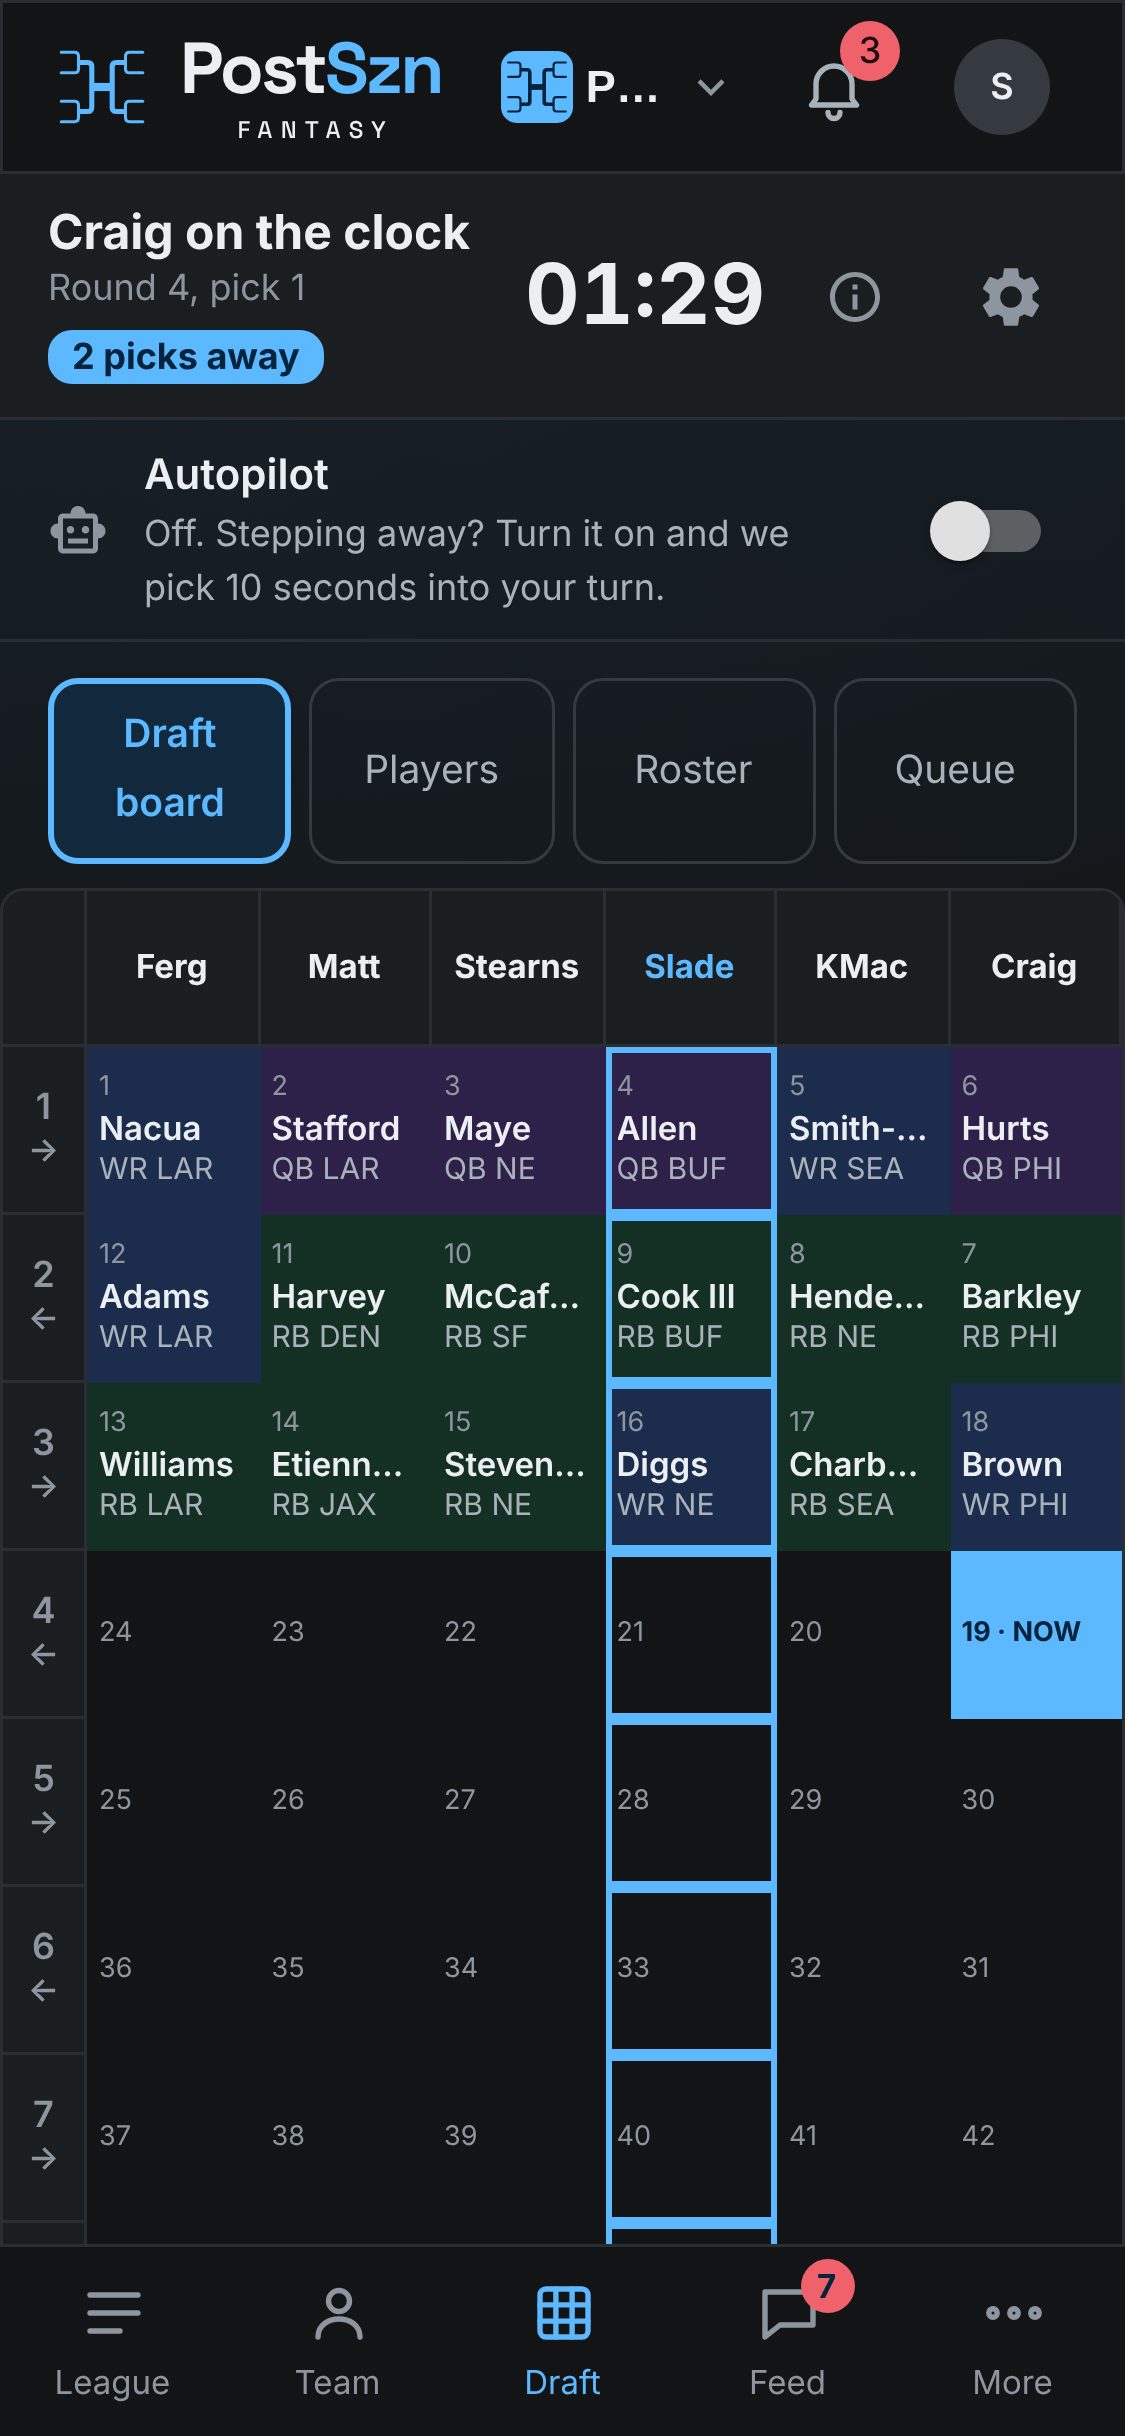 PostSzn
FANTASY
P...
3
S
Craig on the clock
Round 4, pick 1
2 picks away
01:29
Autopilot
Off. Stepping away? Turn it on and we
pick 10 seconds into your turn.
Draft
board
Players
Roster
Queue
Ferg Matt Stearns Slade KMac Craig
1
1 2 3 4 5 6
Nacua Stafford Maye Allen Smith-... Hurts
WR LAR QB LAR QB NE QB BUF WR SEA QB PHI
2
12 11 10 9 8 7
Adams Harvey McCaf... Cook III Hende... Barkley
WR LAR RB DEN RB SF RB BUF RB NE RB PHI
3
13 14 15 16 17 18
Williams Etienn... Steven... Diggs Charb... Brown
RB LAR RB JAX RB NE WR NE RB SEA WR PHI
4
24 23 22 21 20 19 · NOW
5
25 26 27 28 29 30
6
36 35 34 33 32 31
7
37 38 39 40 41 42
7
League Team Draft Feed More